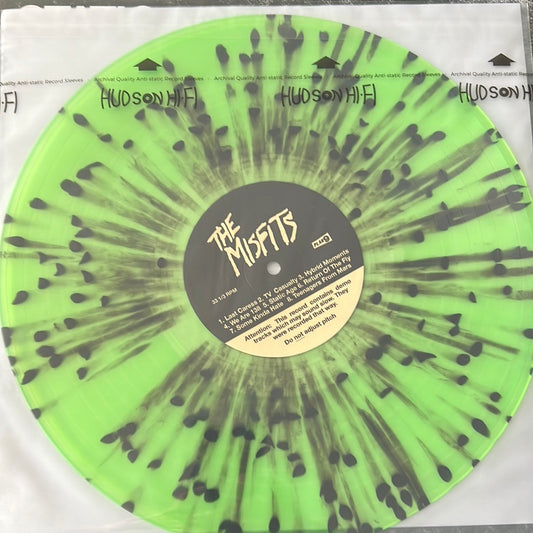 Archival Quality Anti-static Record Sleeves
Archival Quality Anti-static Record Sleeves
Archival Quality Anti-static Record Sleeves
HUDSON HI-FI
HUDSON HI-FI
HUDSON
THE
MISFITS
33 1/3 RPM
1. Last Caress 2. TV Casualty 3. Hybrid Moments
4. We Are 138 5. Static Age 6. Return Of The Fly
7. Some Kinda Hate 8. Teenagers From Mars
Attention: This record contains demo
tracks which may sound slow. They
were recorded that way.
Do not adjust pitch